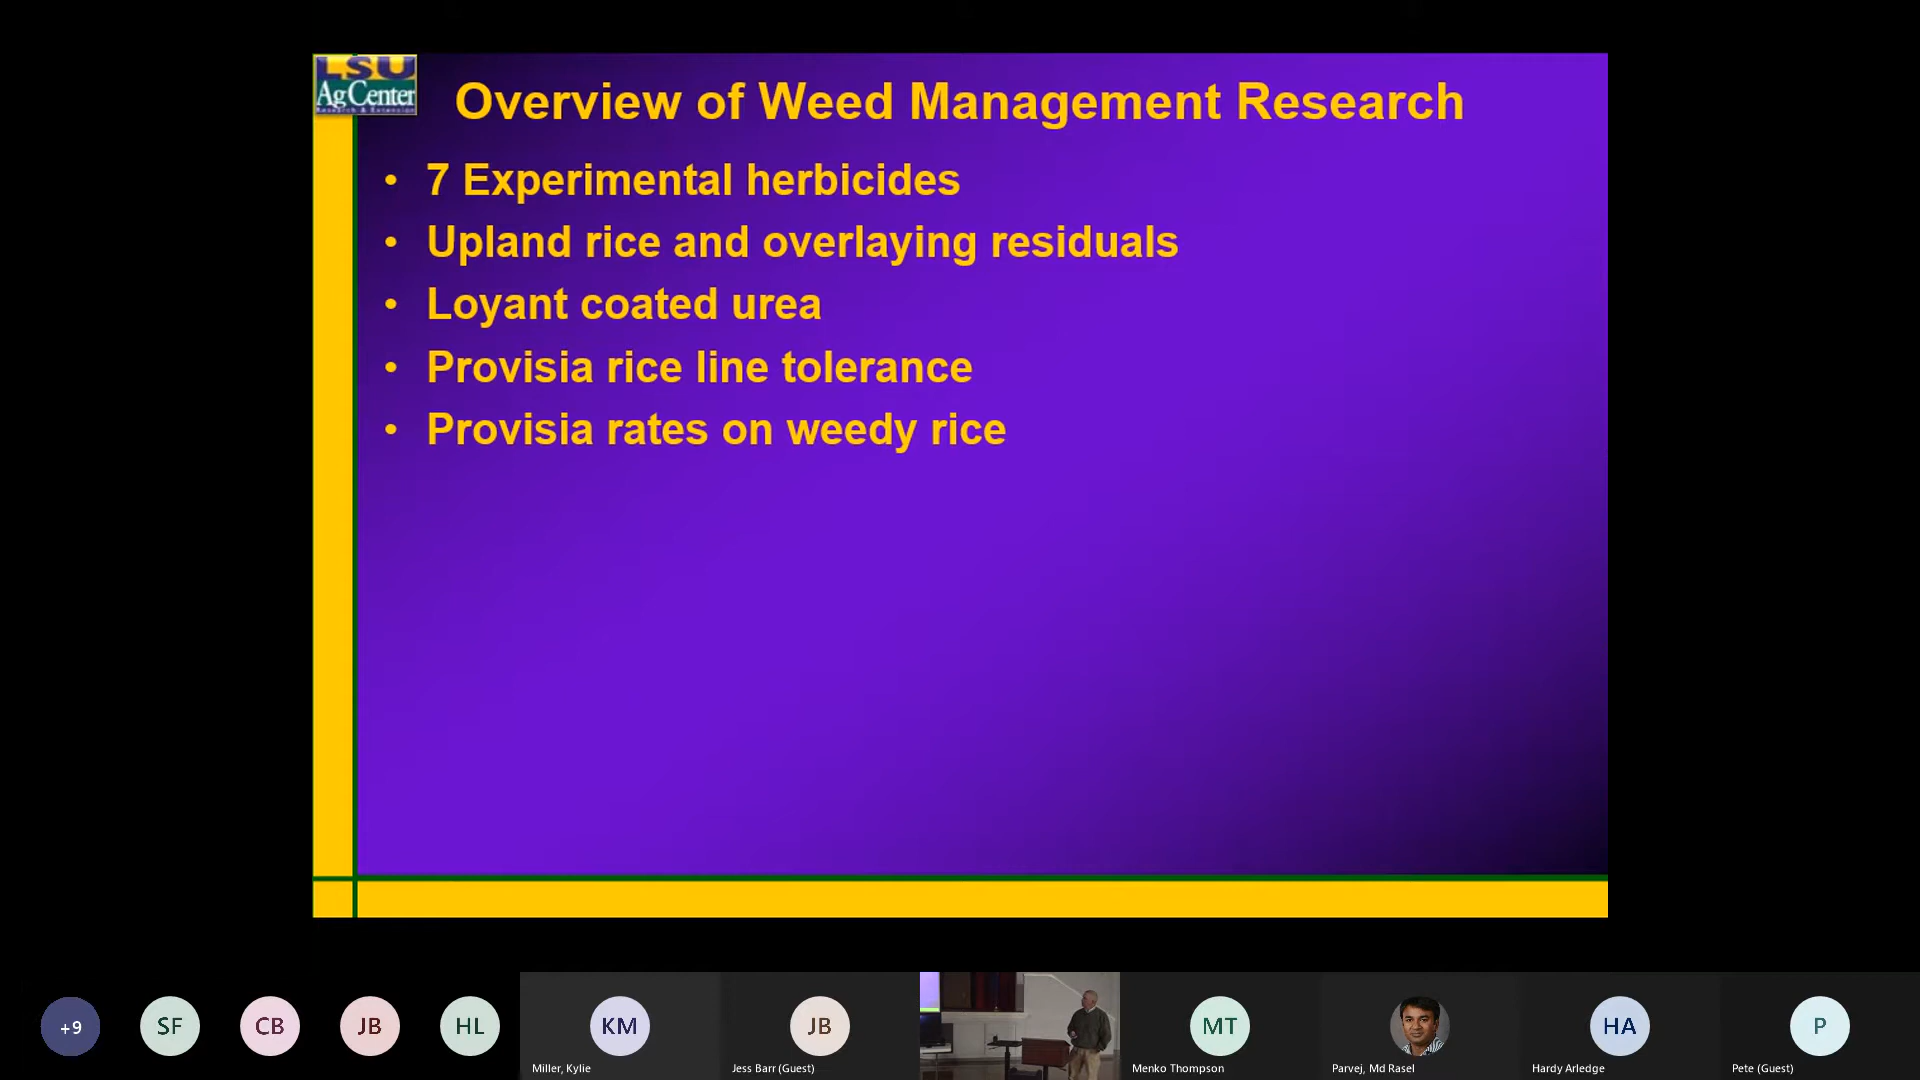 LSU
AgCenter
Research & Extension
Overview of Weed Management Research
• 7 Experimental herbicides
• Upland rice and overlaying residuals
• Loyant coated urea
• Provisia rice line tolerance
• Provisia rates on weedy rice
+9
SF
CB
JB
HL
KM
JB
MT
HA
P
Miller, Kylie
Jess Barr (Guest)
Menko Thompson
Parvej, Md Rasel
Hardy Arledge
Pete (Guest)